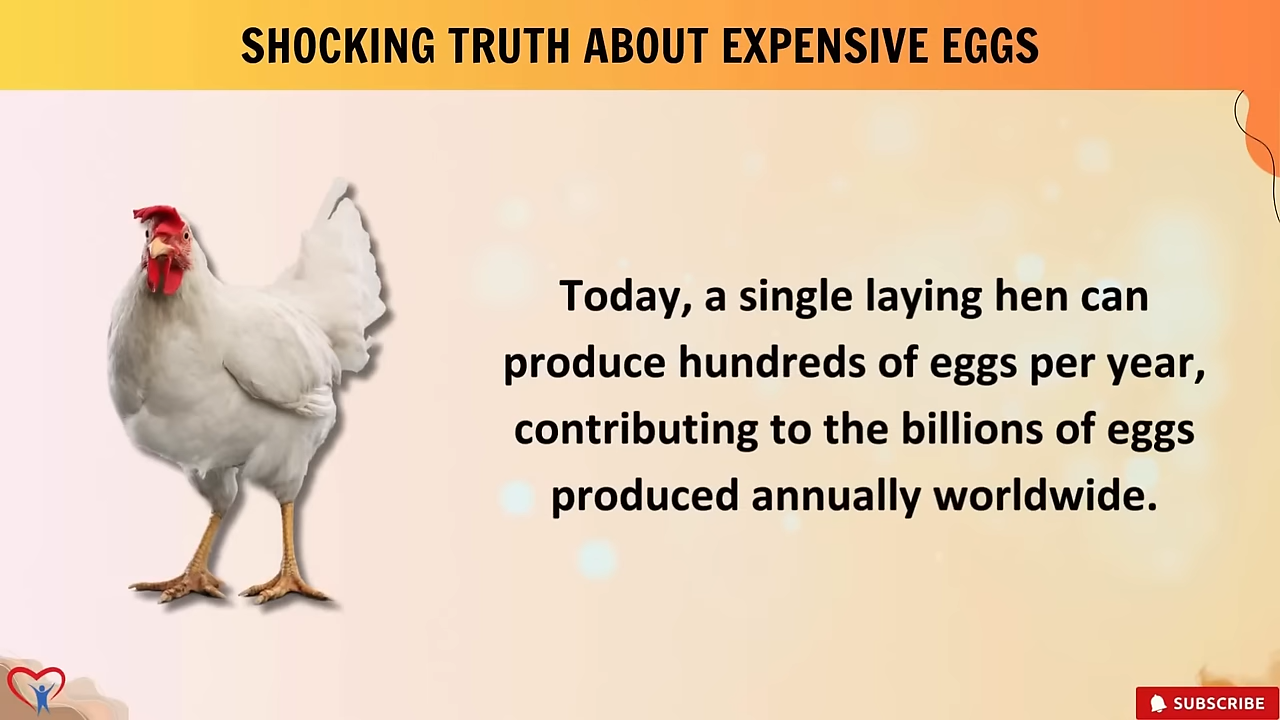 SHOCKING TRUTH ABOUT EXPENSIVE EGGS
Today, a single laying hen can
produce hundreds of eggs per year,
contributing to the billions of eggs
produced annually worldwide.
SUBSCRIBE